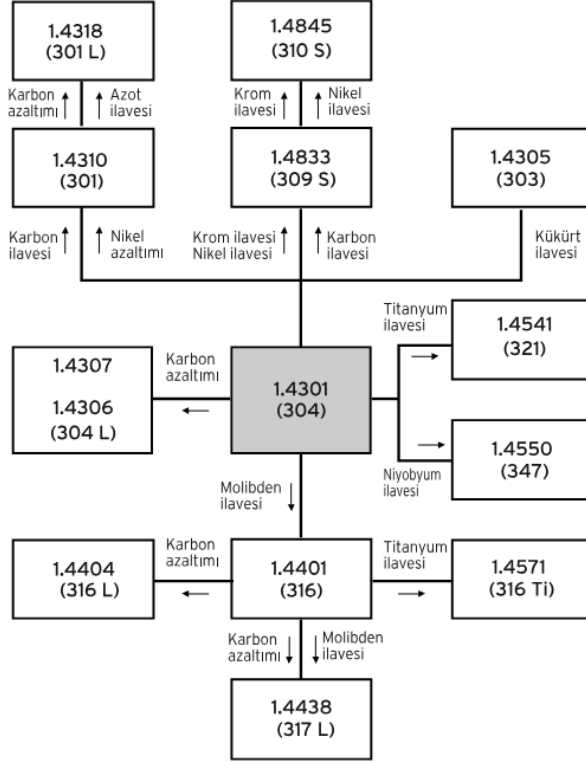 1.4318
(301 L)
1.4845
(310 S)
Karbon
azaltımı
Azot
ilavesi
Krom
ilavesi
Nikel
ilavesi
1.4310
(301)
1.4833
(309 S)
1.4305
(303)
Karbon
ilavesi
Nikel
azaltımı
Krom ilavesi
Nikel ilavesi
Karbon
ilavesi
Kükürt
ilavesi
Titanyum
ilavesi
1.4541
(321)
1.4307
1.4306
(304 L)
Karbon
azaltımı
1.4301
(304)
1.4550
(347)
Niyobyum
ilavesi
Molibden
ilavesi
1.4404
(316 L)
Karbon
azaltımı
1.4401
(316)
Titanyum
ilavesi
1.4571
(316 Ti)
Karbon
azaltımı
Molibden
ilavesi
1.4438
(317 L)